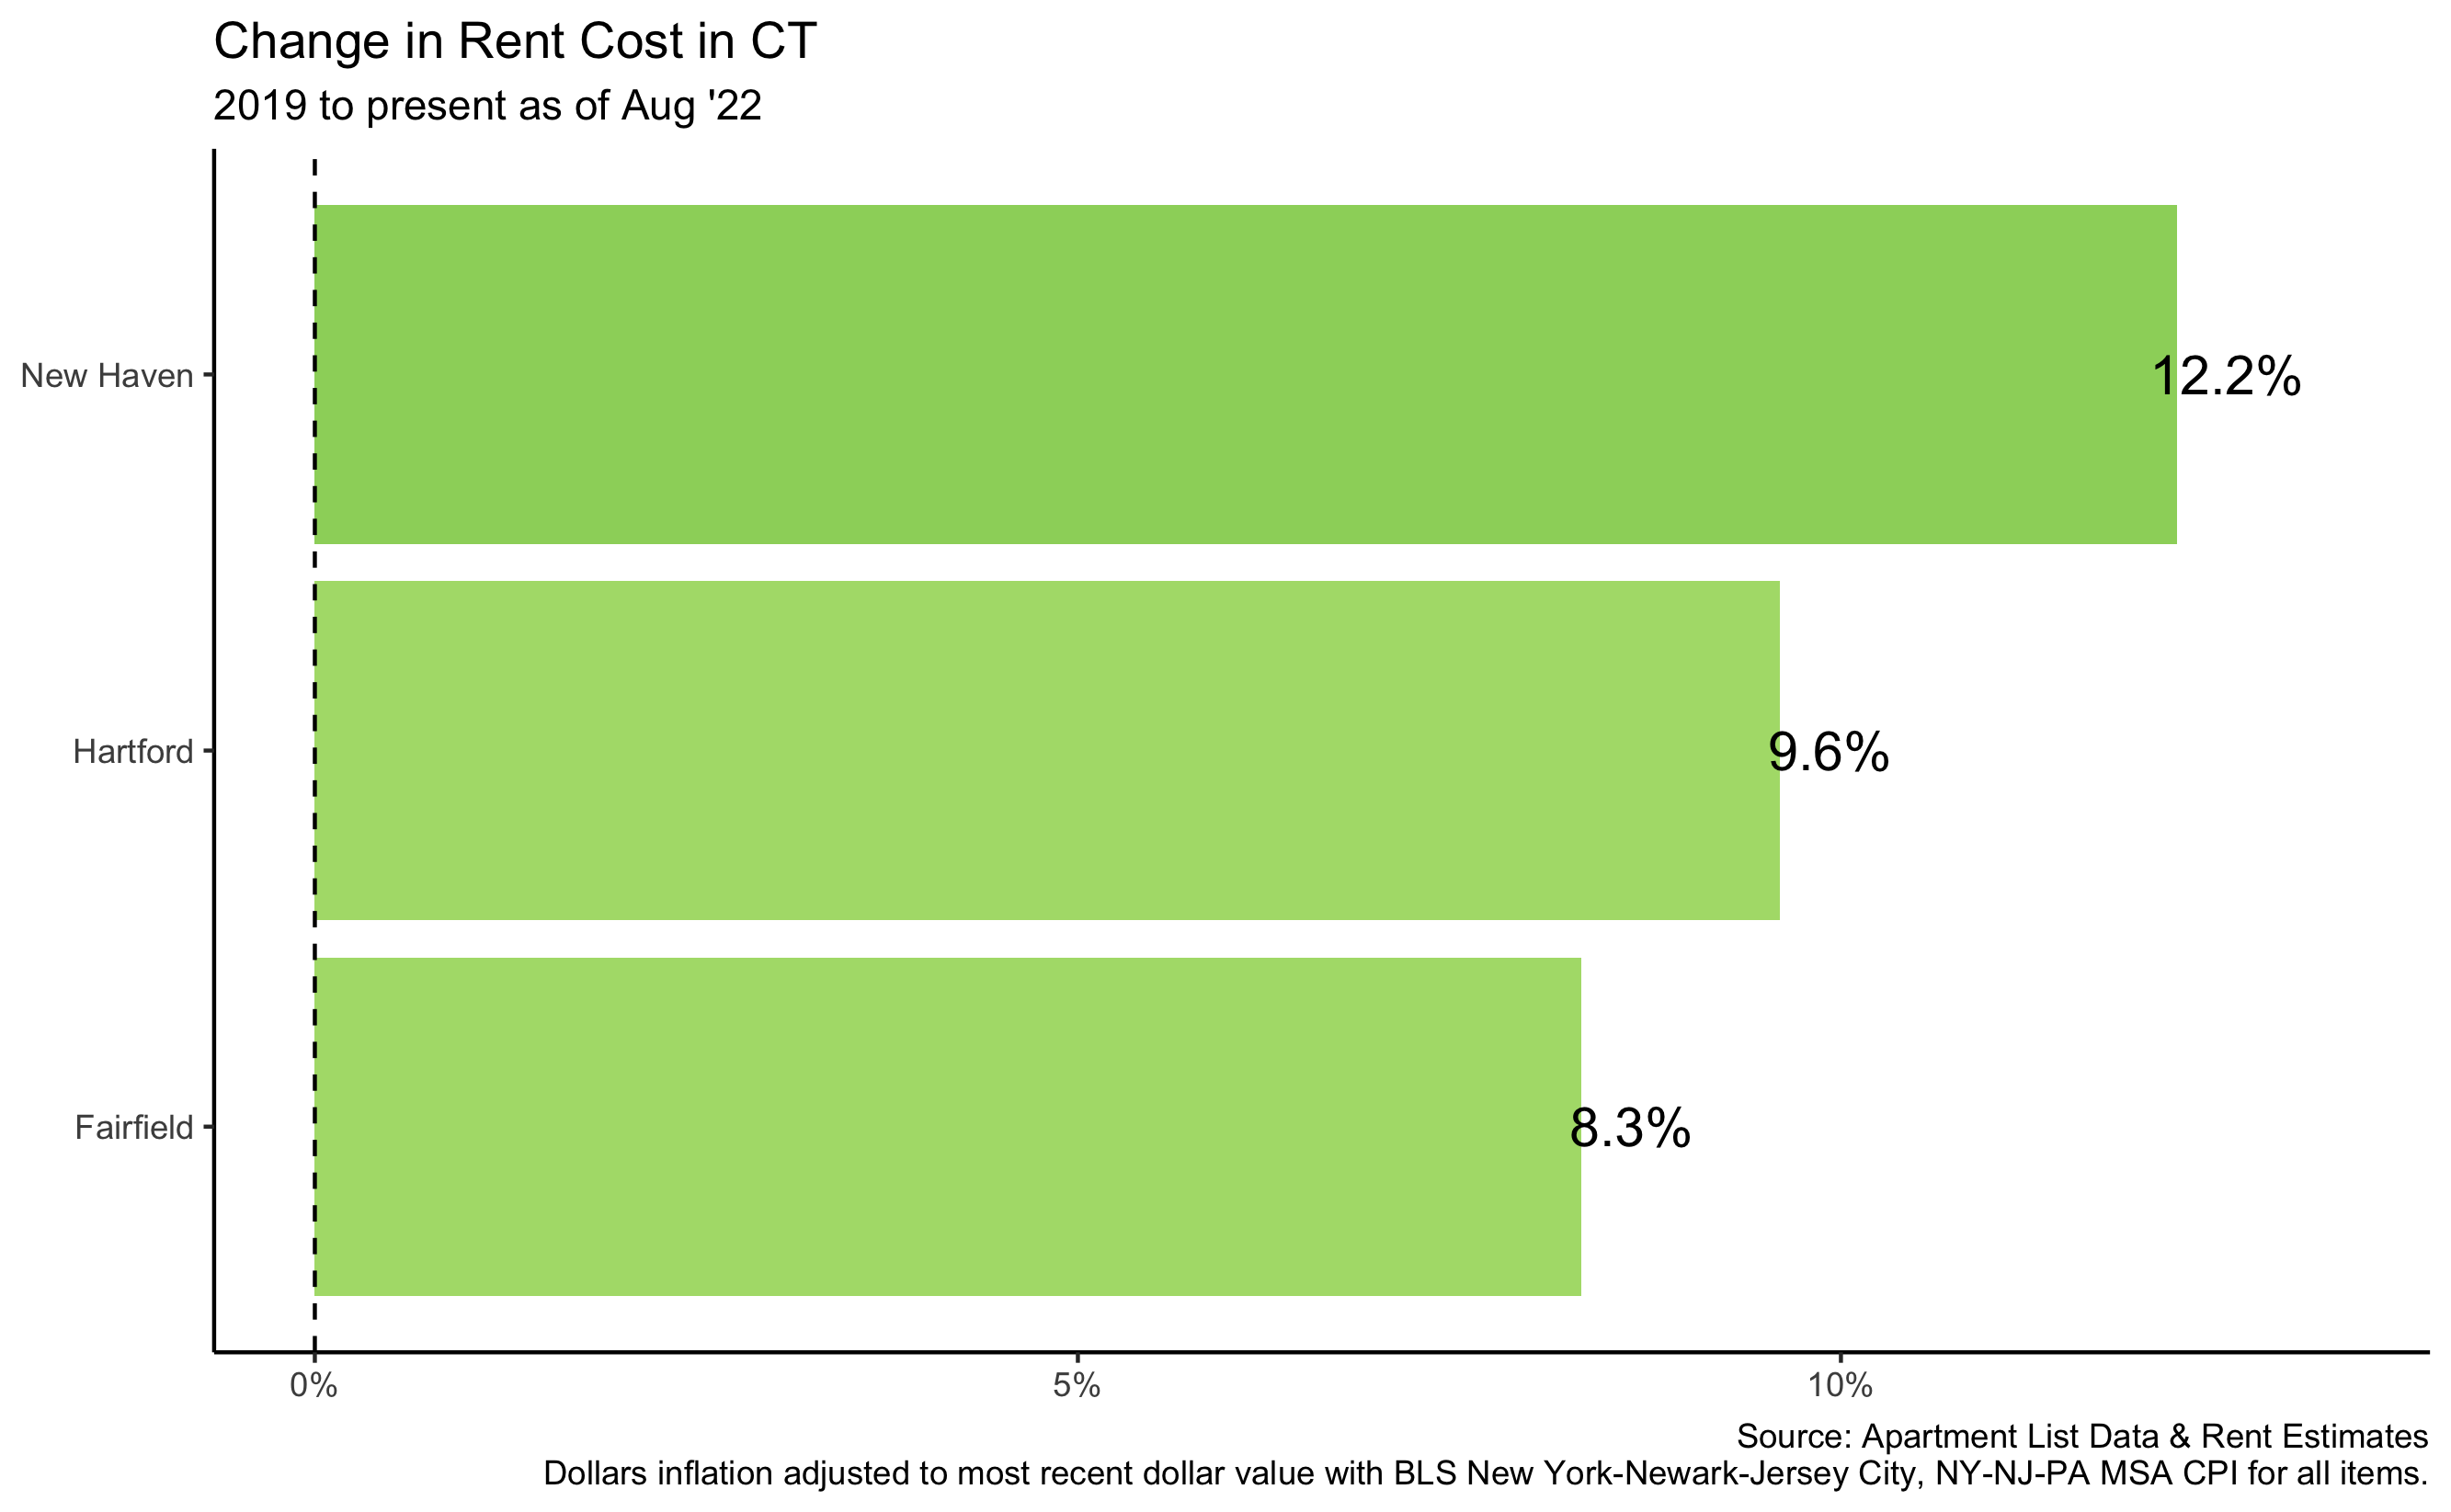 Change in Rent Cost in CT
2019 to present as of Aug '22
New Haven
12.2%
Hartford
9.6%
Fairfield
8.3%
0%
5%
10%
Source: Apartment List Data & Rent Estimates
Dollars inflation adjusted to most recent dollar value with BLS New York-Newark-Jersey City, NY-NJ-PA MSA CPI for all items.